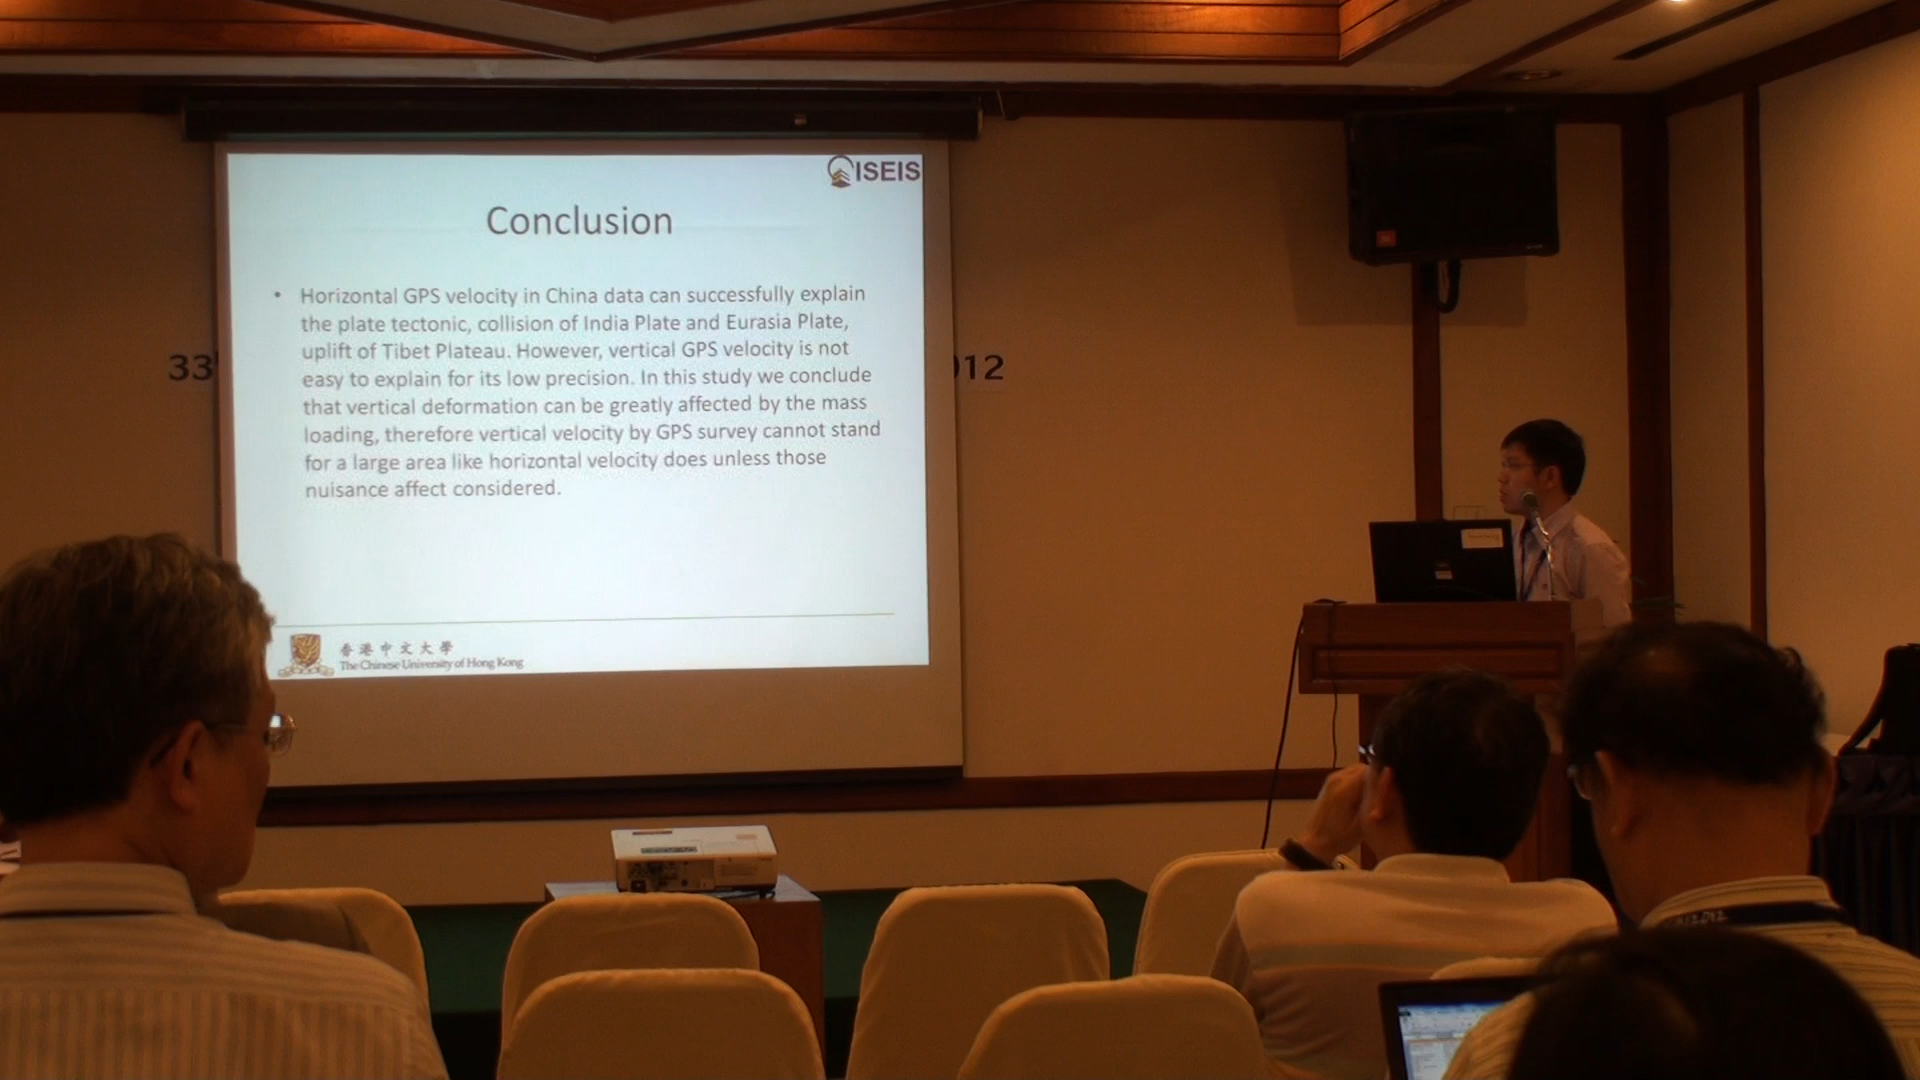 ISEIS
Conclusion
• Horizontal GPS velocity in China data can successfully explain
the plate tectonic, collision of India Plate and Eurasia Plate,
uplift of Tibet Plateau. However, vertical GPS velocity is not
easy to explain for its low precision. In this study we conclude
that vertical deformation can be greatly affected by the mass
loading, therefore vertical velocity by GPS survey cannot stand
for a large area like horizontal velocity does unless those
nuisance affect considered.
33
012
香港中文大學
The Chinese University of Hong Kong